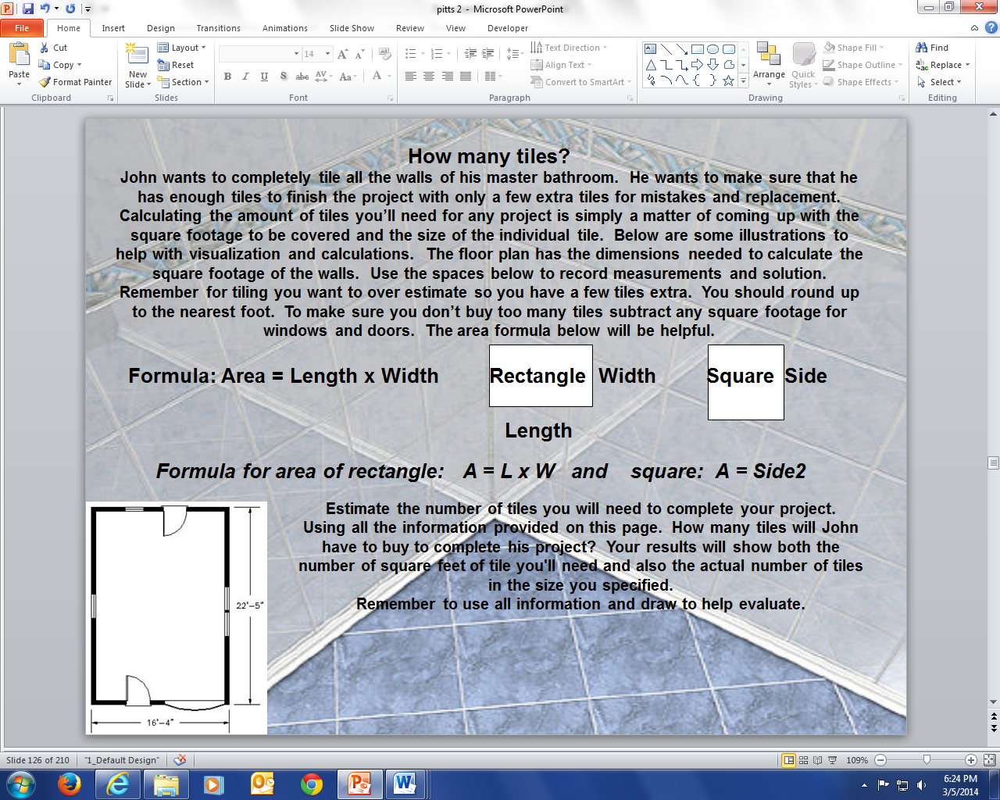 pitts 2 - Microsoft PowerPoint
File Home Insert Design Transitions Animations Slide Show Review View Developer
Paste
Cut
Copy
Format Painter
Clipboard
New Slide
Layout
Reset
Section
Slides
14
B I U S abc AV Aa A
Font
Text Direction
Align Text
Convert to SmartArt
Paragraph
Arrange
Quick Styles
Shape Fill
Shape Outline
Shape Effects
Drawing
Find
Replace
Select
Editing
How many tiles?
John wants to completely tile all the walls of his master bathroom. He wants to make sure that he
has enough tiles to finish the project with only a few extra tiles for mistakes and replacement.
Calculating the amount of tiles you’ll need for any project is simply a matter of coming up with the
square footage to be covered and the size of the individual tile. Below are some illustrations to
help with visualization and calculations. The floor plan has the dimensions needed to calculate the
square footage of the walls. Use the spaces below to record measurements and solution.
Remember for tiling you want to over estimate so you have a few tiles extra. You should round up
to the nearest foot. To make sure you don’t buy too many tiles subtract any square footage for
windows and doors. The area formula below will be helpful.
Formula: Area = Length x Width Rectangle Width Square Side
Length
Formula for area of rectangle: A = L x W and square: A = Side2
Estimate the number of tiles you will need to complete your project.
Using all the information provided on this page. How many tiles will John
have to buy to complete his project? Your results will show both the
number of square feet of tile you'll need and also the actual number of tiles
in the size you specified.
Remember to use all information and draw to help evaluate.
22'-5"
16'-4"
Slide 126 of 210 "1_Default Design" 109%
6:24 PM
3/5/2014